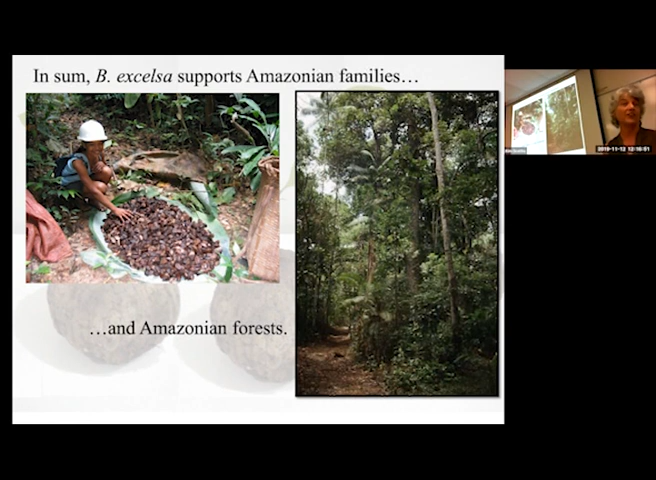 In sum, B. excelsa supports Amazonian families…
…and Amazonian forests.